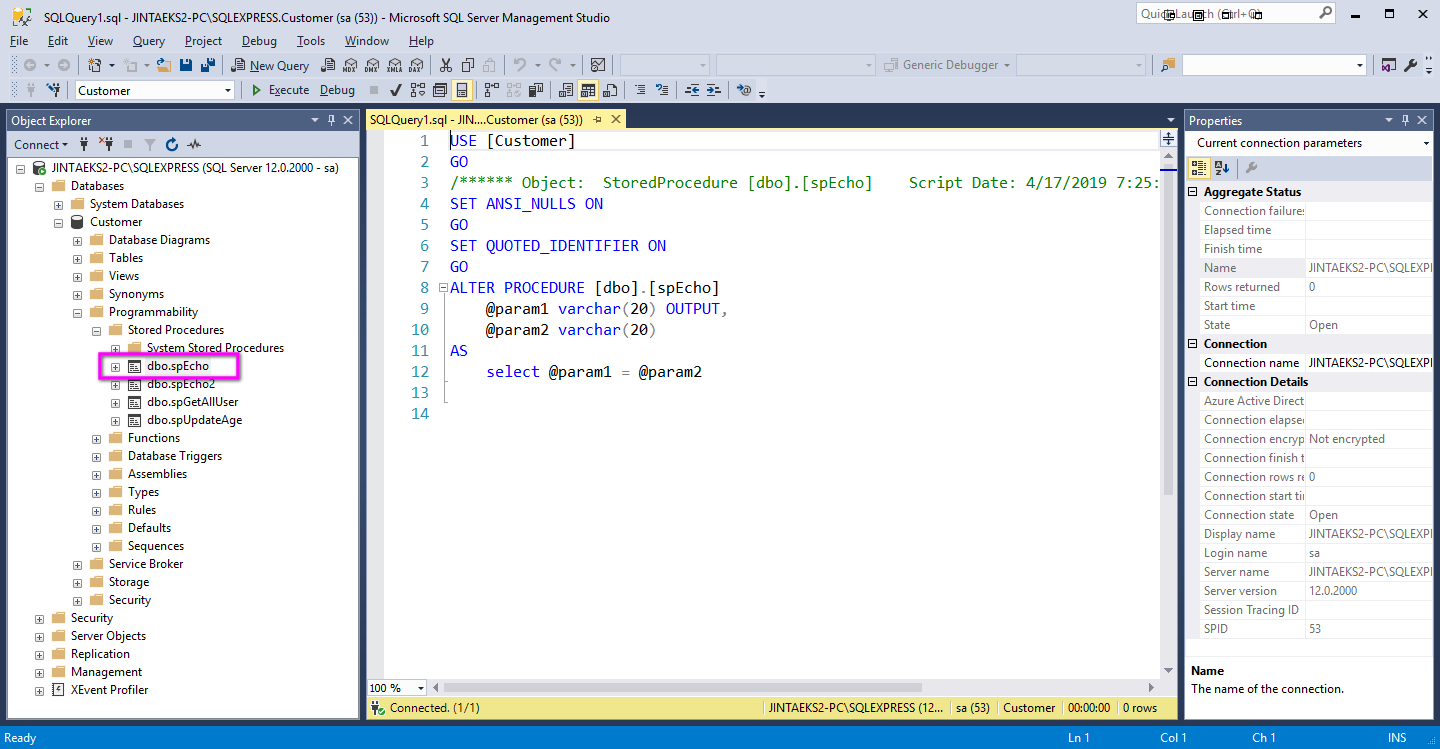 SQLQuery1.sql - JINTAEKS2-PC\SQLEXPRESS.Customer (sa (53)) - Microsoft SQL Server Management Studio
File Edit View Query Project Debug Tools Window Help
New Query MDX DMX XMLA DAX Generic Debugger
Customer Execute Debug
Object Explorer
Connect
JINTAEKS2-PC\SQLEXPRESS (SQL Server 12.0.2000 - sa)
Databases
System Databases
Customer
Database Diagrams
Tables
Views
Synonyms
Programmability
Stored Procedures
System Stored Procedures
dbo.spEcho
dbo.spEcho2
dbo.spGetAllUser
dbo.spUpdateAge
Functions
Database Triggers
Assemblies
Types
Rules
Defaults
Sequences
Service Broker
Storage
Security
Security
Server Objects
Replication
Management
XEvent Profiler
SQLQuery1.sql - JIN....Customer (sa (53))
1 USE [Customer]
2 GO
3 /****** Object:  StoredProcedure [dbo].[spEcho]    Script Date: 4/17/2019 7:25:
4 SET ANSI_NULLS ON
5 GO
6 SET QUOTED_IDENTIFIER ON
7 GO
8 ALTER PROCEDURE [dbo].[spEcho]
9 @param1 varchar(20) OUTPUT,
10 @param2 varchar(20)
11 AS
12 select @param1 = @param2
13
14
100 %
Connected. (1/1) JINTAEKS2-PC\SQLEXPRESS (12... sa (53) Customer 00:00:00 0 rows
Properties
Current connection parameters
Aggregate Status
Connection failures
Elapsed time
Finish time
Name JINTAEKS2-PC\SQLEXPI
Rows returned 0
Start time
State Open
Connection
Connection name JINTAEKS2-PC\SQLEXPI
Connection Details
Azure Active Direct
Connection elapse
Connection encryp Not encrypted
Connection finish t
Connection rows re 0
Connection start ti
Connection state Open
Display name JINTAEKS2-PC\SQLEXPI
Login name sa
Server name JINTAEKS2-PC\SQLEXPI
Server version 12.0.2000
Session Tracing ID
SPID 53
Name
The name of the connection.
Ready Ln 1 Col 1 Ch 1 INS